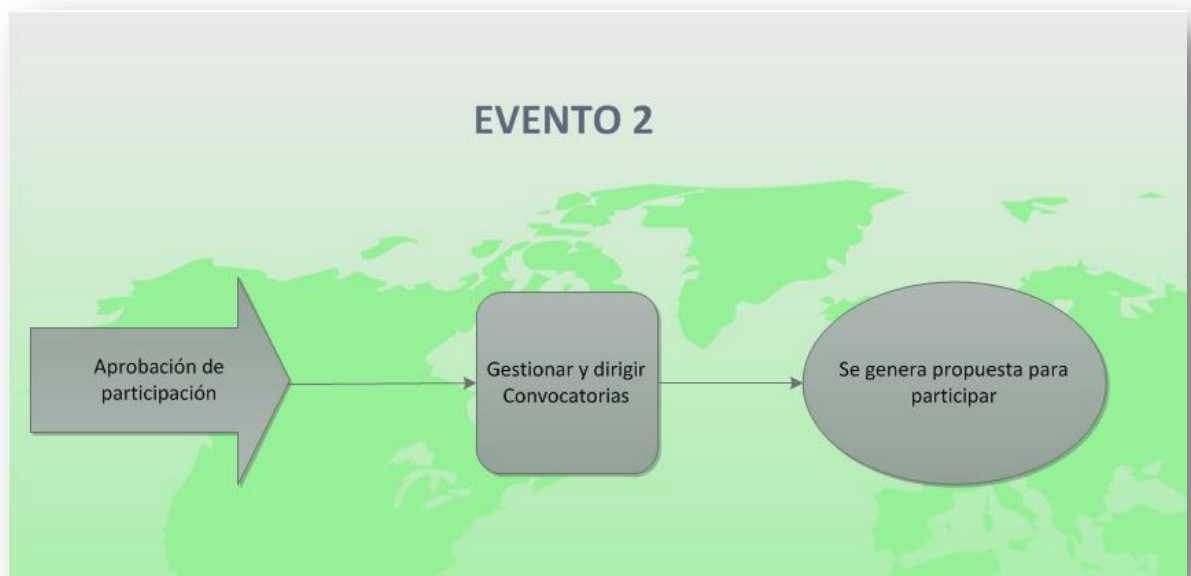 EVENTO 2
Aprobación de
participación
Gestionar y dirigir
Convocatorias
Se genera propuesta para
participar